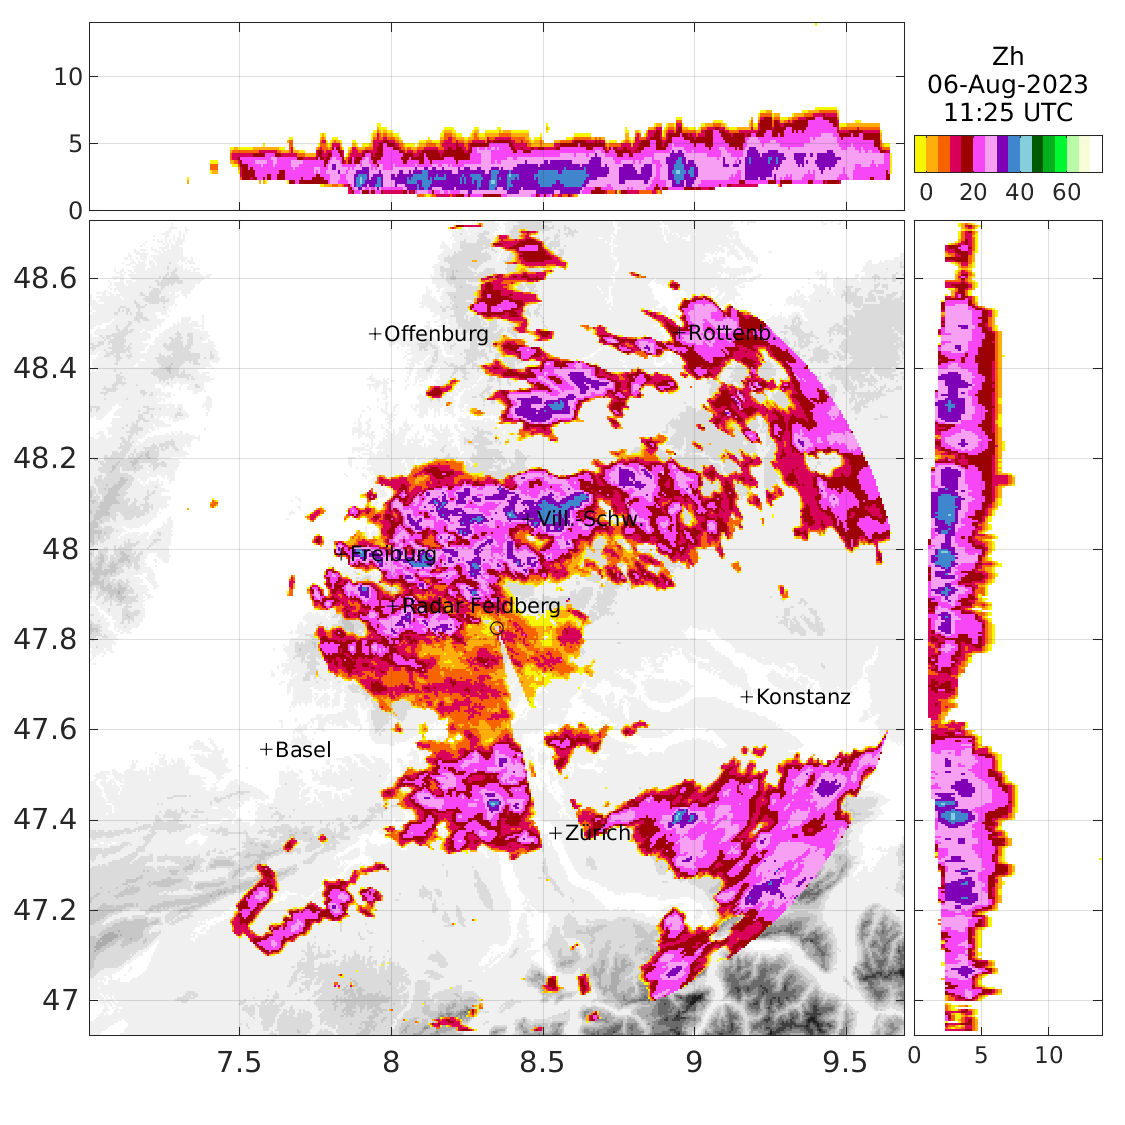 10
5
0
Zh
06-Aug-2023
11:25 UTC
0 20 40 60
48.6
48.4
48.2
48
47.8
47.6
47.4
47.2
47
+Offenburg
+Rottenb.
+Vill.-Schw.
+Freiburg
+Radar Feldberg
+Konstanz
+Basel
+Zürich
7.5 8 8.5 9 9.5
0 5 10